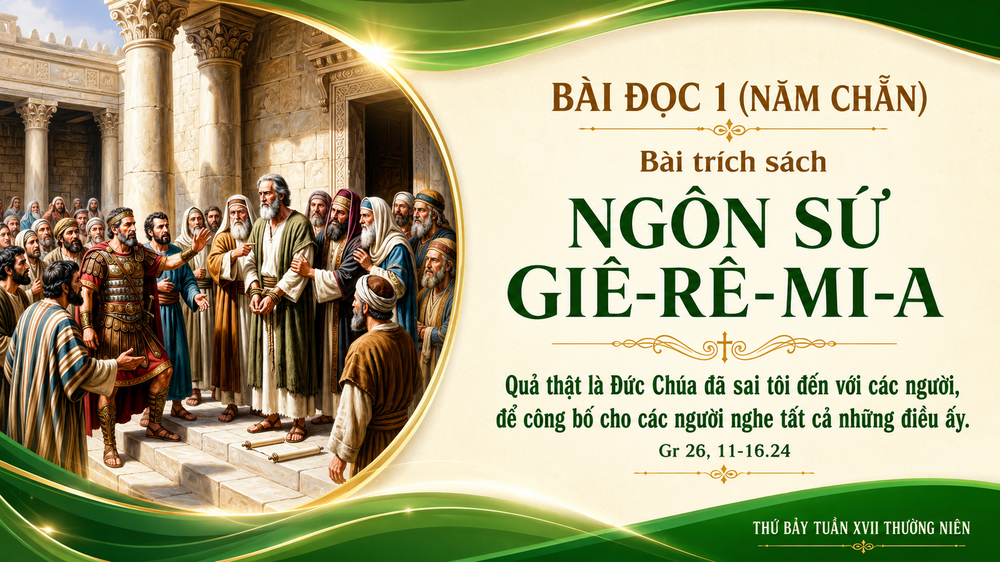 BÀI ĐỌC 1 (NĂM CHẴN)
Bài trích sách
NGÔN SỨ
GIÊ-RÊ-MI-A
Quả thật là Đức Chúa đã sai tôi đến với các người,
để công bố cho các người nghe tất cả những điều ấy.
Gr 26, 11-16.24
THỨ BẢY TUẦN XVII THƯỜNG NIÊN